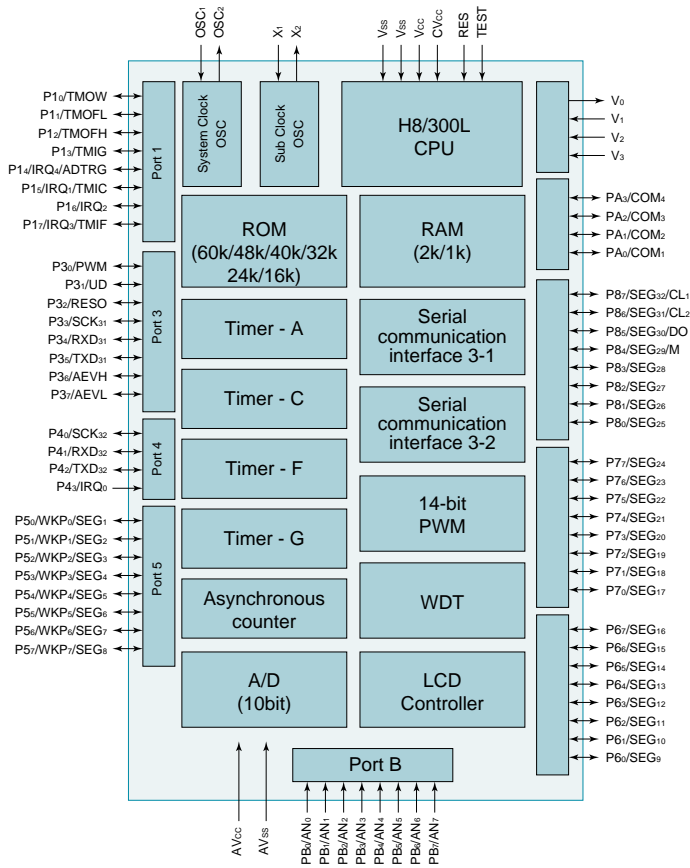 OSC₁
OSC₂
X₁
X₂
Vss
Vss
Vcc
CVcc
RES
TEST
P1₀/TMOW
P1₁/TMOFL
P1₂/TMOFH
P1₃/TMIG
P1₄/IRQ₄/ADTRG
P1₅/IRQ₁/TMIC
P1₆/IRQ₂
P1₇/IRQ₃/TMIF
Port 1
System Clock
OSC
Sub Clock
OSC
H8/300L
CPU
V₀
V₁
V₂
V₃
ROM
(60k/48k/40k/32k
24k/16k)
RAM
(2k/1k)
PA₃/COM₄
PA₂/COM₃
PA₁/COM₂
PA₀/COM₁
P3₀/PWM
P3₁/UD
P3₂/RESO
P3₃/SCK₃₁
P3₄/RXD₃₁
P3₅/TXD₃₁
P3₆/AEVH
P3₇/AEVL
Port 3
Timer - A
Serial
communication
interface 3-1
P8₇/SEG₃₂/CL₁
P8₆/SEG₃₁/CL₂
P8₅/SEG₃₀/DO
P8₄/SEG₂₉/M
P8₃/SEG₂₈
P8₂/SEG₂₇
P8₁/SEG₂₆
P8₀/SEG₂₅
Timer - C
Serial
communication
interface 3-2
P4₀/SCK₃₂
P4₁/RXD₃₂
P4₂/TXD₃₂
P4₃/IRQ₀
Port 4
Timer - F
14-bit
PWM
P7₇/SEG₂₄
P7₆/SEG₂₃
P7₅/SEG₂₂
P7₄/SEG₂₁
P7₃/SEG₂₀
P7₂/SEG₁₉
P7₁/SEG₁₈
P7₀/SEG₁₇
P5₀/WKP₀/SEG₁
P5₁/WKP₁/SEG₂
P5₂/WKP₂/SEG₃
P5₃/WKP₃/SEG₄
P5₄/WKP₄/SEG₅
P5₅/WKP₅/SEG₆
P5₆/WKP₆/SEG₇
P5₇/WKP₇/SEG₈
Port 5
Timer - G
Asynchronous
counter
WDT
A/D
(10bit)
LCD
Controller
P6₇/SEG₁₆
P6₆/SEG₁₅
P6₅/SEG₁₄
P6₄/SEG₁₃
P6₃/SEG₁₂
P6₂/SEG₁₁
P6₁/SEG₁₀
P6₀/SEG₉
Port B
AVcc
AVss
PB₁/AN₁
PB₂/AN₂
PB₃/AN₃
PB₄/AN₄
PB₅/AN₅
PB₆/AN₆
PB₇/AN₇